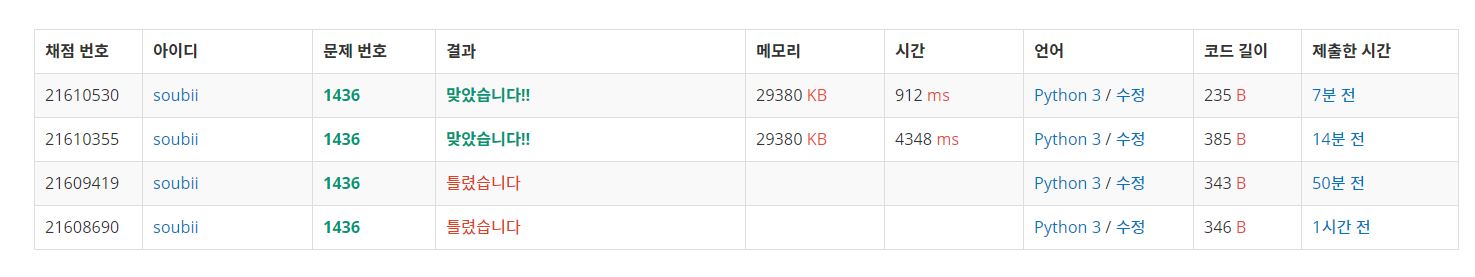 채점 번호 아이디 문제 번호 결과 메모리 시간 언어 코드 길이 제출한 시간
21610530 soubii 1436 맞았습니다!! 29380 KB 912 ms Python 3 / 수정 235 B 7분 전
21610355 soubii 1436 맞았습니다!! 29380 KB 4348 ms Python 3 / 수정 385 B 14분 전
21609419 soubii 1436 틀렸습니다 Python 3 / 수정 343 B 50분 전
21608690 soubii 1436 틀렸습니다 Python 3 / 수정 346 B 1시간 전